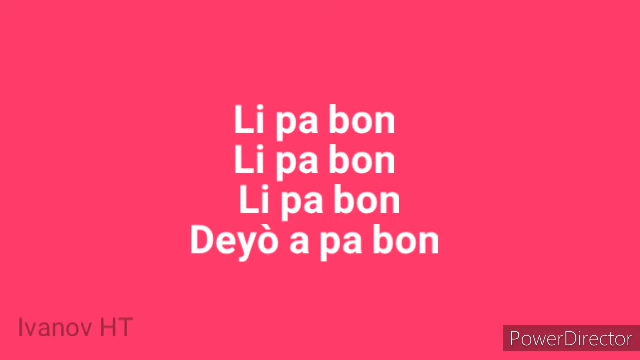 Li pa bon
Li pa bon
Li pa bon
Deyò a pa bon
Ivanov HT
PowerDirector